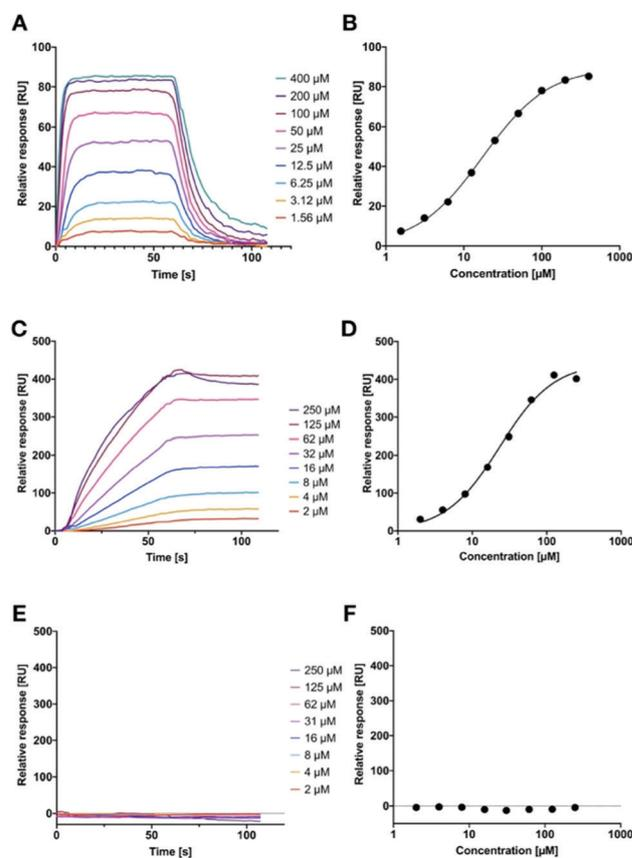 A
Relative response [RU]
100
80
60
40
20
0
0
50
100
Time [s]
400 µM
200 µM
100 µM
50 µM
25 µM
12.5 µM
6.25 µM
3.12 µM
1.56 µM
B
Relative response [RU]
100
80
60
40
20
0
1
10
100
1000
Concentration [µM]
C
Relative response [RU]
500
400
300
200
100
0
0
50
100
Time [s]
250 µM
125 µM
62 µM
32 µM
16 µM
8 µM
4 µM
2 µM
D
Relative response [RU]
500
400
300
200
100
0
1
10
100
1000
Concentration [µM]
E
Relative response [RU]
500
400
300
200
100
0
0
50
100
Time [s]
250 µM
125 µM
62 µM
31 µM
16 µM
8 µM
4 µM
2 µM
F
Relative response [RU]
500
400
300
200
100
0
1
10
100
1000
Concentration [µM]